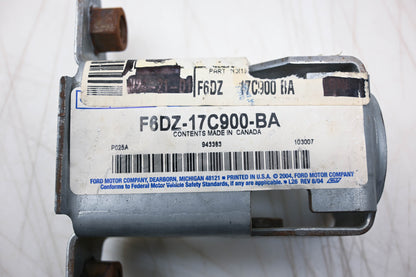 PART NO
F6DZ 17C900 BA
F6DZ-17C900-BA
CONTENTS MADE IN CANADA
P028A 943383 103007
FORD MOTOR COMPANY, DEARBORN, MICHIGAN 48121 ■ PRINTED IN U.S.A. © 2004, FORD MOTOR COMPANY
Conforms to Federal Motor Vehicle Safety Standards, if any are applicable. ■ L2B REV 8/04